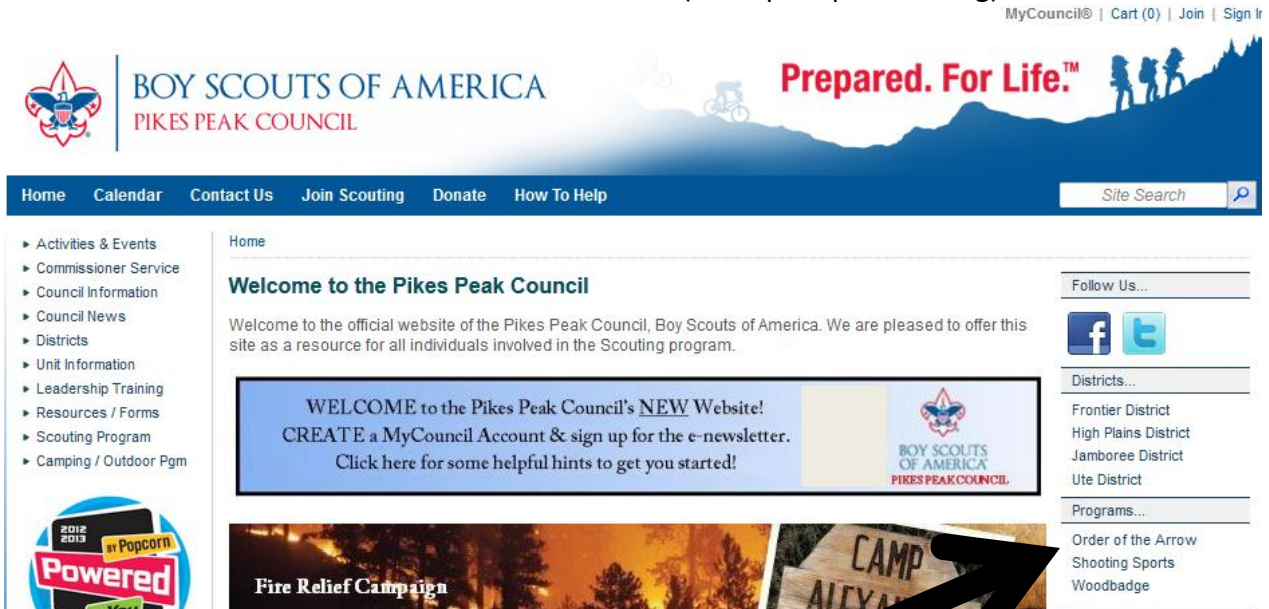 MyCouncil® | Cart (0) | Join | Sign In
BOY SCOUTS OF AMERICA
PIKES PEAK COUNCIL
Prepared. For Life.™
Home Calendar Contact Us Join Scouting Donate How To Help
Site Search
Activities & Events
Commissioner Service
Council Information
Council News
Districts
Unit Information
Leadership Training
Resources / Forms
Scouting Program
Camping / Outdoor Pgm
2012
2013
BY Popcorn
Powered
You
Home
Welcome to the Pikes Peak Council
Welcome to the official website of the Pikes Peak Council, Boy Scouts of America. We are pleased to offer this
site as a resource for all individuals involved in the Scouting program.
WELCOME to the Pikes Peak Council's NEW Website!
CREATE a MyCouncil Account & sign up for the e-newsletter.
Click here for some helpful hints to get you started!
BOY SCOUTS
OF AMERICA
PIKES PEAK COUNCIL
Fire Relief Campaign
CAMP
Follow Us...
Districts...
Frontier District
High Plains District
Jamboree District
Ute District
Programs...
Order of the Arrow
Shooting Sports
Woodbadge